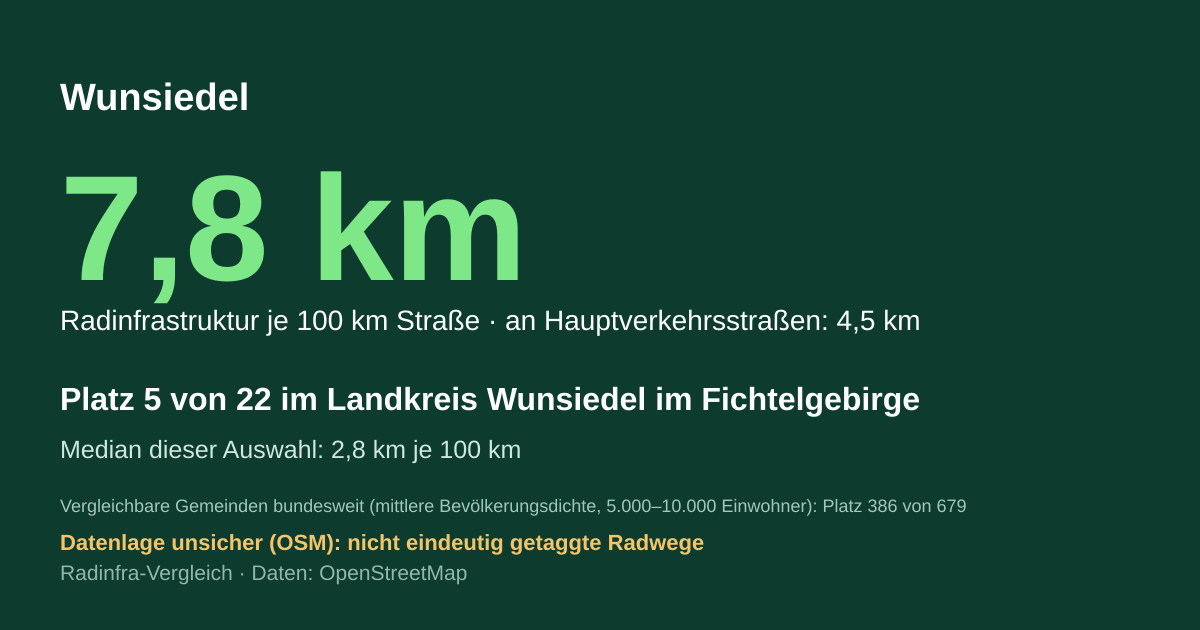 Wunsiedel
7,8 km
Radinfrastruktur je 100 km Straße · an Hauptverkehrsstraßen: 4,5 km
Platz 5 von 22 im Landkreis Wunsiedel im Fichtelgebirge
Median dieser Auswahl: 2,8 km je 100 km
Vergleichbare Gemeinden bundesweit (mittlere Bevölkerungsdichte, 5.000–10.000 Einwohner): Platz 386 von 679
Datenlage unsicher (OSM): nicht eindeutig getaggte Radwege
Radinfra-Vergleich · Daten: OpenStreetMap